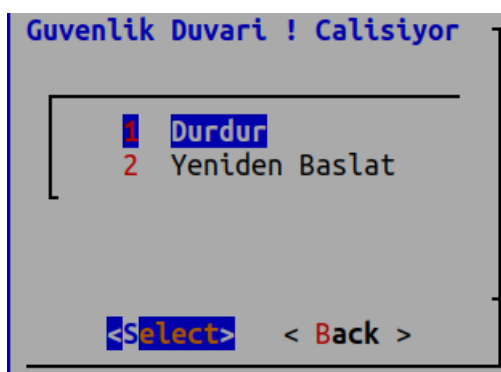 Guvenlik Duvari ! Calisiyor
1 Durdur
2 Yeniden Baslat
<Select> < Back >